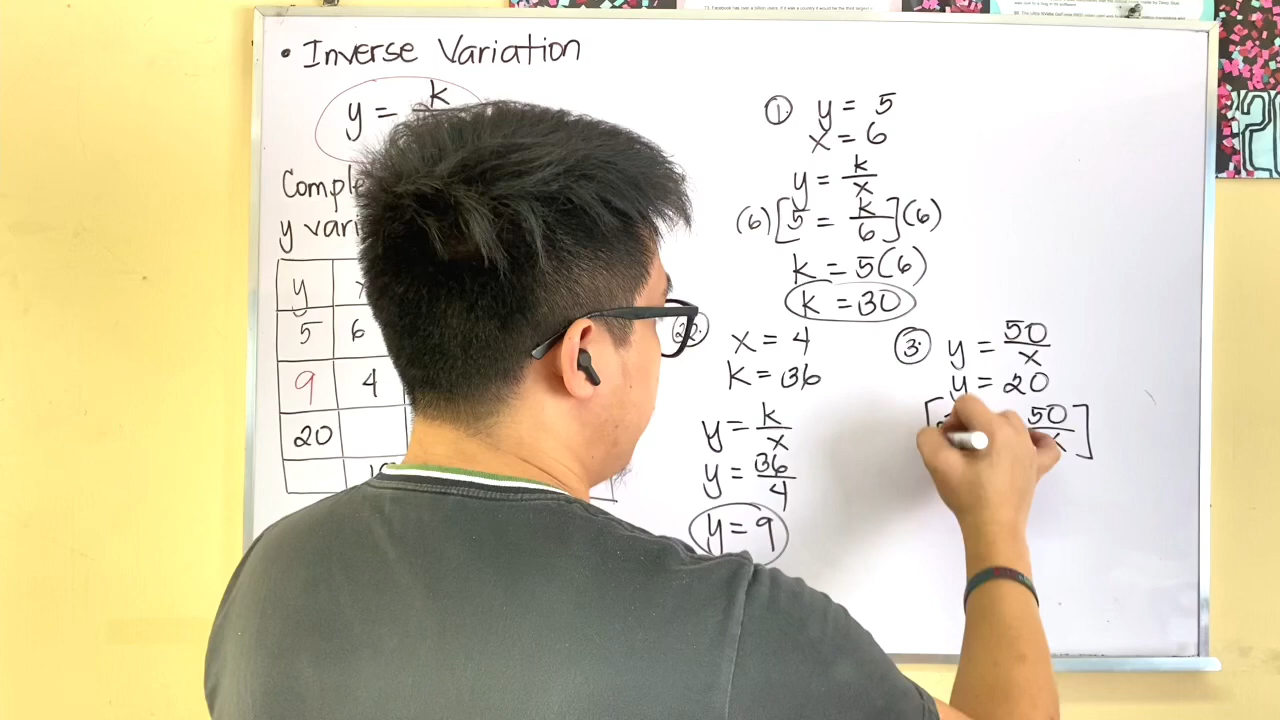 • Inverse Variation
y = k
Comple
y vari
y
5 6
9 4
20
① y = 5
x = 6
y = k/x
(6)[5 = k/6](6)
k = 5(6)
k = 30
x = 4
k = 36
y = k/x
y = 36/4
y = 9
③ y = 50/x
y = 20
[ 50 ]